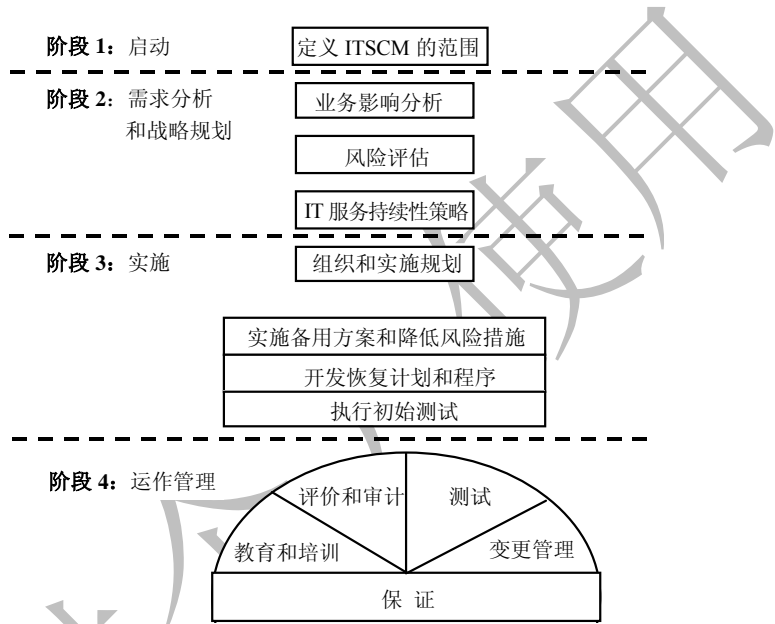 阶段 1：启动
定义 ITSCM 的范围
阶段 2：需求分析
和战略规划
业务影响分析
风险评估
IT 服务持续性策略
阶段 3：实施
组织和实施规划
实施备用方案和降低风险措施
开发恢复计划和程序
执行初始测试
阶段 4：运作管理
评价和审计
测试
教育和培训
变更管理
保 证
使用